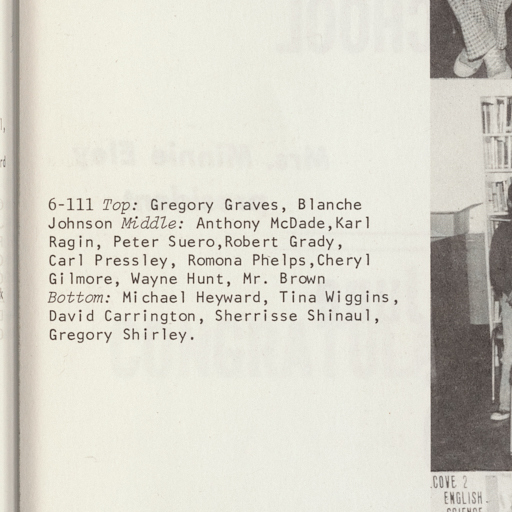 6-111 Top: Gregory Graves, Blanche
Johnson Middle: Anthony McDade,Karl
Ragin, Peter Suero,Robert Grady,
Carl Pressley, Romona Phelps,Cheryl
Gilmore, Wayne Hunt, Mr. Brown
Bottom: Michael Heyward, Tina Wiggins,
David Carrington, Sherrisse Shinaul,
Gregory Shirley.
COVE 2
ENGLISH